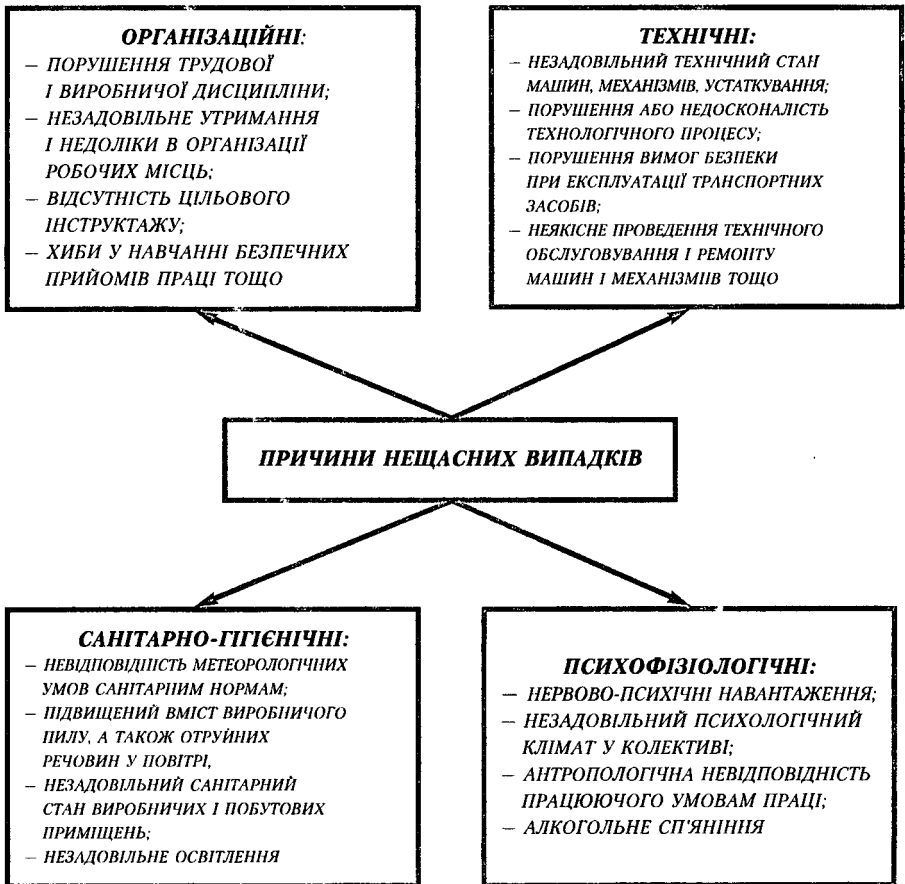 ОРГАНІЗАЦІЙНІ:
– ПОРУШЕННЯ ТРУДОВОЇ
І ВИРОБНИЧОЇ ДИСЦИПЛІНИ;
– НЕЗАДОВІЛЬНЕ УТРИМАННЯ
І НЕДОЛІКИ В ОРГАНІЗАЦІЇ
РОБОЧИХ МІСЦЬ;
– ВІДСУТНІСТЬ ЦІЛЬОВОГО
ІНСТРУКТАЖУ;
– ХИБИ У НАВЧАННІ БЕЗПЕЧНИХ
ПРИЙОМІВ ПРАЦІ ТОЩО
ТЕХНІЧНІ:
– НЕЗАДОВІЛЬНИЙ ТЕХНІЧНИЙ СТАН
МАШИН, МЕХАНІЗМІВ, УСТАТКУВАННЯ;
– ПОРУШЕННЯ АБО НЕДОСКОНАЛІСТЬ
ТЕХНОЛОГІЧНОГО ПРОЦЕСУ;
– ПОРУШЕННЯ ВИМОГ БЕЗПЕКИ
ПРИ ЕКСПЛУАТАЦІЇ ТРАНСПОРТНИХ
ЗАСОБІВ;
– НЕЯКІСНЕ ПРОВЕДЕННЯ ТЕХНІЧНОГО
ОБСЛУГОВУВАННЯ І РЕМОНТУ
МАШИН І МЕХАНІЗМІВ ТОЩО
ПРИЧИНИ НЕЩАСНИХ ВИПАДКІВ
САНІТАРНО-ГІГІЄНІЧНІ:
– НЕВІДПОВІДНІСТЬ МЕТЕОРОЛОГІЧНИХ
УМОВ САНІТАРНИМ НОРМАМ;
– ПІДВИЩЕНИЙ ВМІСТ ВИРОБНИЧОГО
ПИЛУ, А ТАКОЖ ОТРУЙНИХ
РЕЧОВИН У ПОВІТРІ,
– НЕЗАДОВІЛЬНИЙ САНІТАРНИЙ
СТАН ВИРОБНИЧИХ І ПОБУТОВИХ
ПРИМІЩЕНЬ;
– НЕЗАДОВІЛЬНЕ ОСВІТЛЕННЯ
ПСИХОФІЗІОЛОГІЧНІ:
– НЕРВОВО-ПСИХІЧНІ НАВАНТАЖЕННЯ;
– НЕЗАДОВІЛЬНИЙ ПСИХОЛОГІЧНИЙ
КЛІМАТ У КОЛЕКТИВІ;
– АНТРОПОЛОГІЧНА НЕВІДПОВІДНІСТЬ
ПРАЦЮЮЧОГО УМОВАМ ПРАЦІ;
– АЛКОГОЛЬНЕ СП'ЯНІННЯ